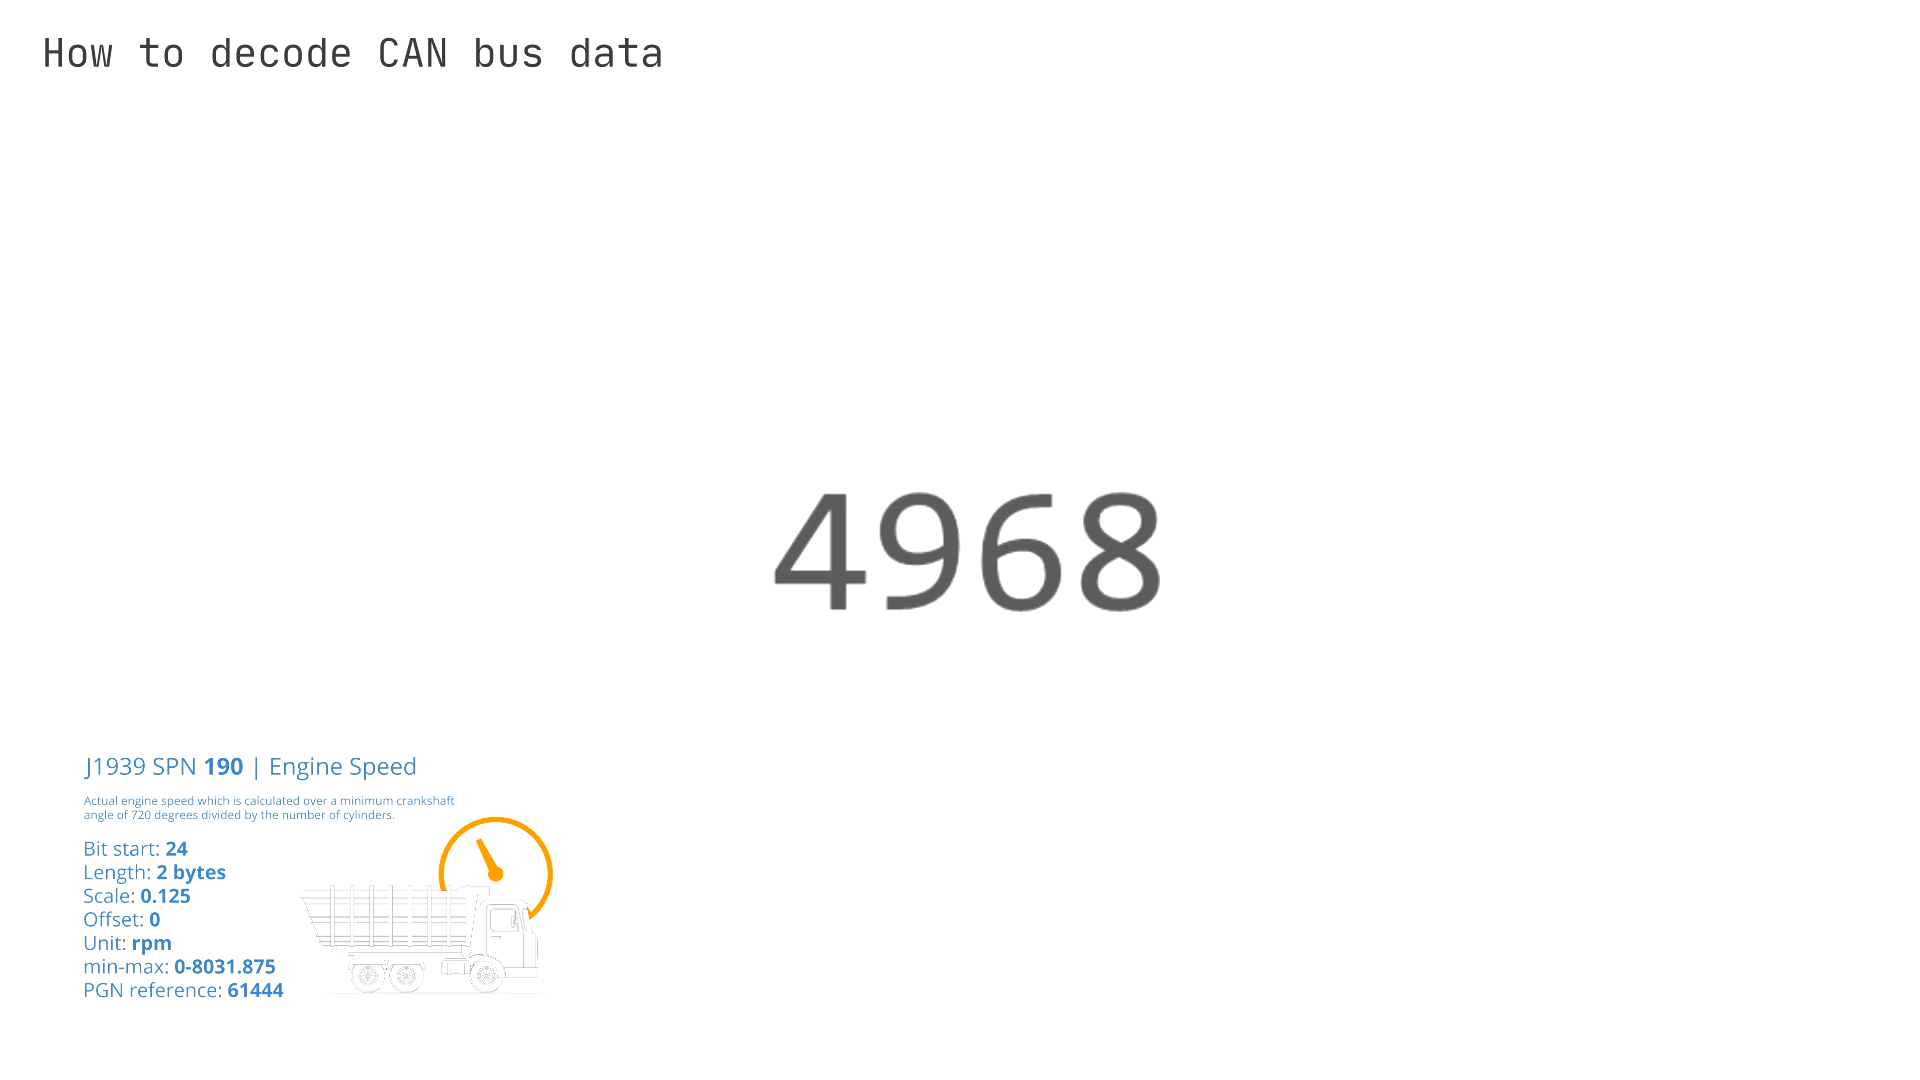 How to decode CAN bus data
4968
J1939 SPN 190 | Engine Speed
Actual engine speed which is calculated over a minimum crankshaft
angle of 720 degrees divided by the number of cylinders.
Bit start: 24
Length: 2 bytes
Scale: 0.125
Offset: 0
Unit: rpm
min-max: 0-8031.875
PGN reference: 61444